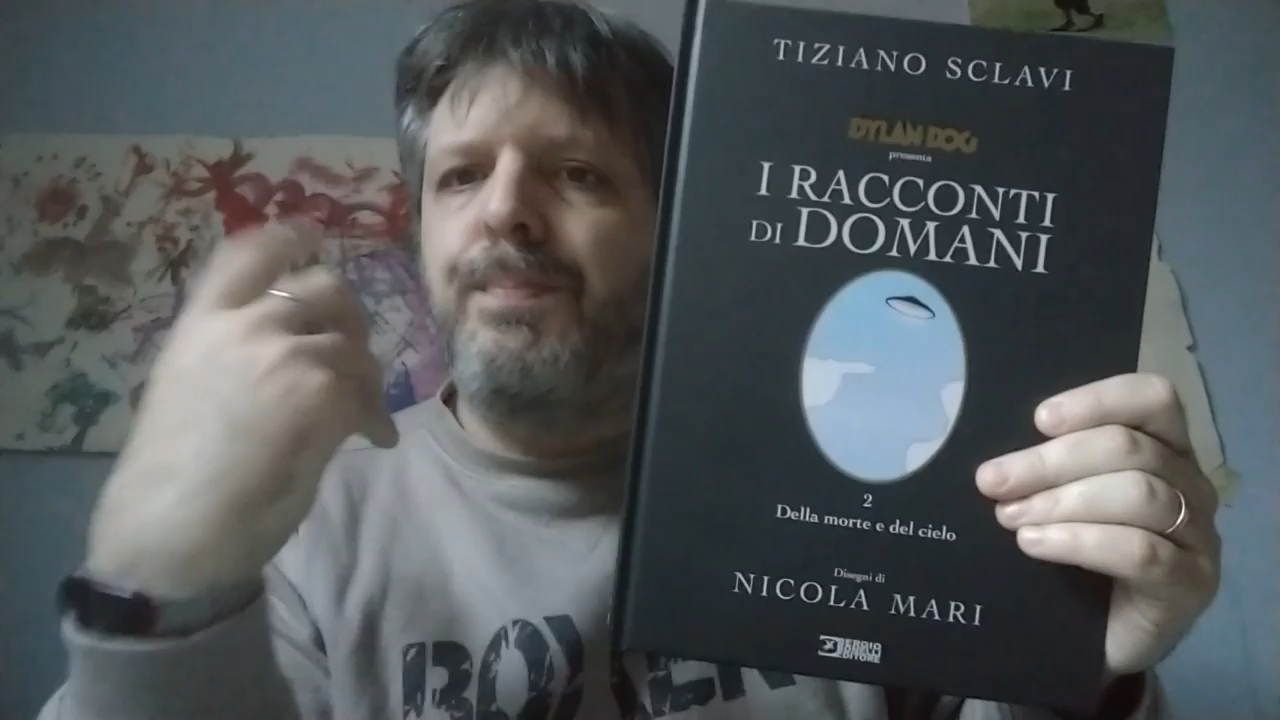 TIZIANO SCLAVI
DYLAN DOG
presenta
I RACCONTI
DI DOMANI
2
Della morte e del cielo
Disegni di
NICOLA MARI
SERGIO
BONELLI
EDITORE